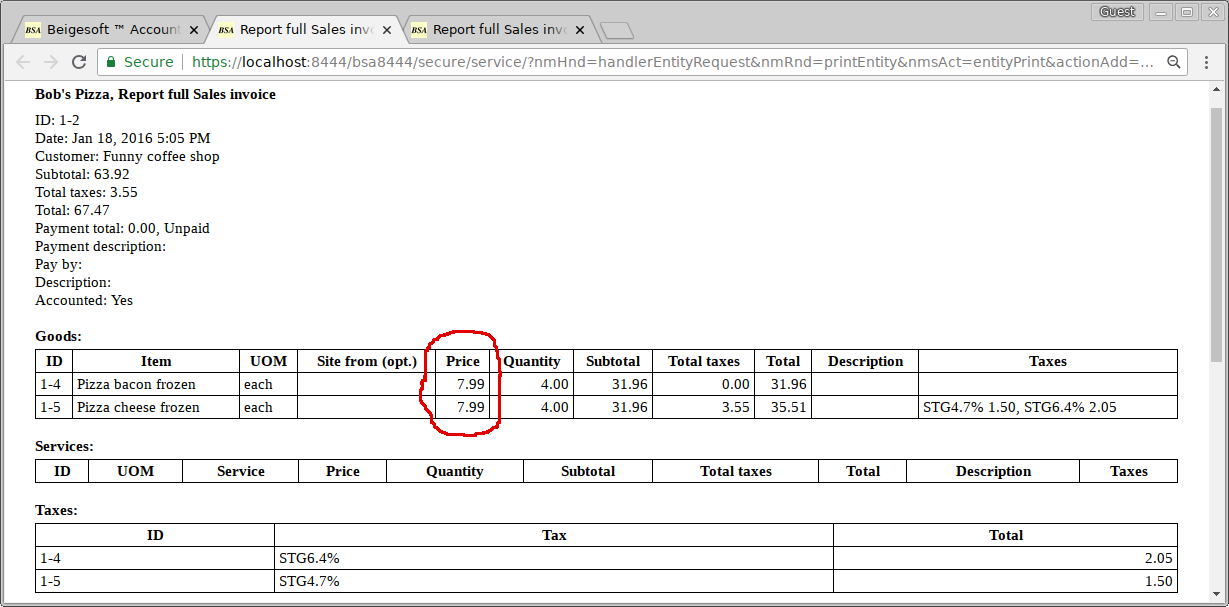 Guest
BSA Beigesoft ™ Account
BSA Report full Sales invo
BSA Report full Sales invo
Secure https://localhost:8444/bsa8444/secure/service/?nmHnd=handlerEntityRequest&nmRnd=printEntity&nmsAct=entityPrint&actionAdd=...
Bob's Pizza, Report full Sales invoice
ID: 1-2
Date: Jan 18, 2016 5:05 PM
Customer: Funny coffee shop
Subtotal: 63.92
Total taxes: 3.55
Total: 67.47
Payment total: 0.00, Unpaid
Payment description:
Pay by:
Description:
Accounted: Yes
Goods:
ID Item UOM Site from (opt.) Price Quantity Subtotal Total taxes Total Description Taxes
1-4 Pizza bacon frozen each 7.99 4.00 31.96 0.00 31.96
1-5 Pizza cheese frozen each 7.99 4.00 31.96 3.55 35.51 STG4.7% 1.50, STG6.4% 2.05
Services:
ID UOM Service Price Quantity Subtotal Total taxes Total Description Taxes
Taxes:
ID Tax Total
1-4 STG6.4% 2.05
1-5 STG4.7% 1.50